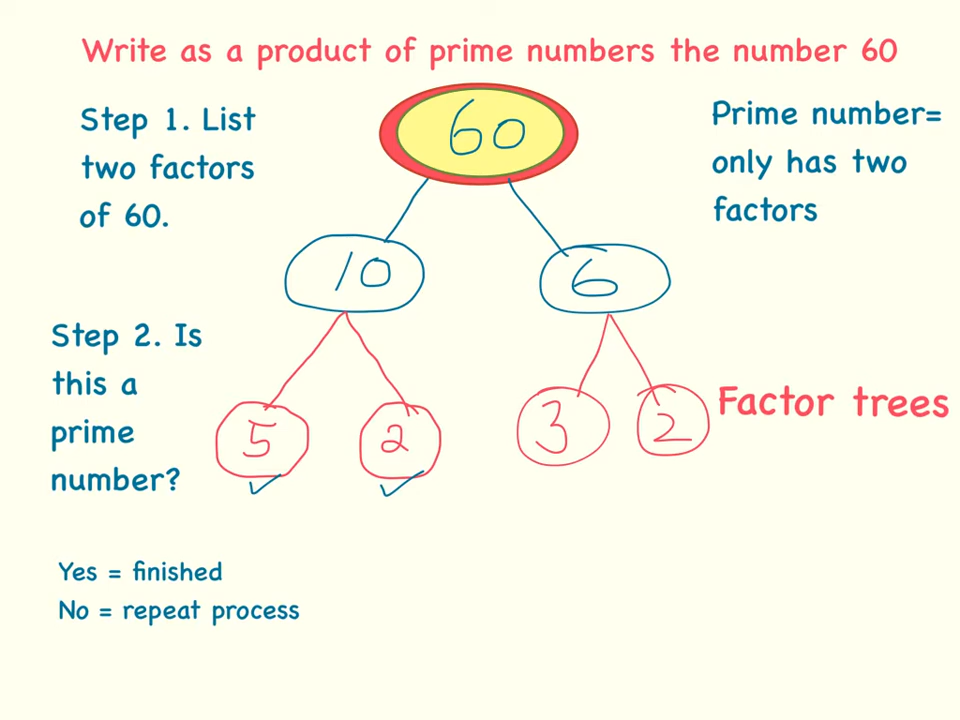 Write as a product of prime numbers the number 60
Step 1. List
two factors
of 60.
60
Prime number=
only has two
factors
10
6
Step 2. Is
this a
prime
number?
5
2
3
2
Factor trees
Yes = finished
No = repeat process